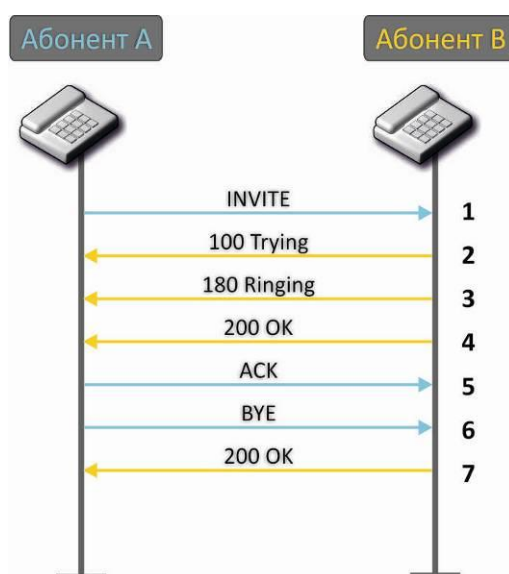 Абонент А
Абонент В
INVITE
1
100 Trying
2
180 Ringing
3
200 OK
4
ACK
5
BYE
6
200 OK
7